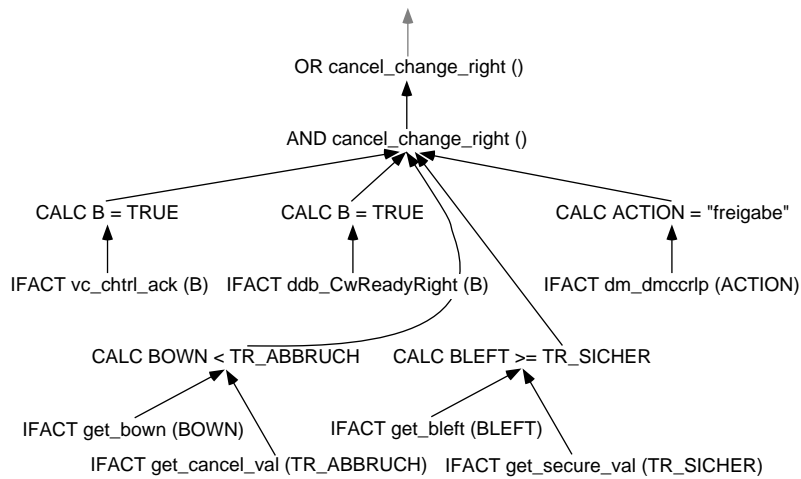 OR cancel_change_right ()
AND cancel_change_right ()
CALC B = TRUE
CALC B = TRUE
CALC ACTION = "freigabe"
IFACT vc_chtrl_ack (B)
IFACT ddb_CwReadyRight (B)
IFACT dm_dmccrlp (ACTION)
CALC BOWN < TR_ABBRUCH
CALC BLEFT >= TR_SICHER
IFACT get_bown (BOWN)
IFACT get_bleft (BLEFT)
IFACT get_cancel_val (TR_ABBRUCH)
IFACT get_secure_val (TR_SICHER)